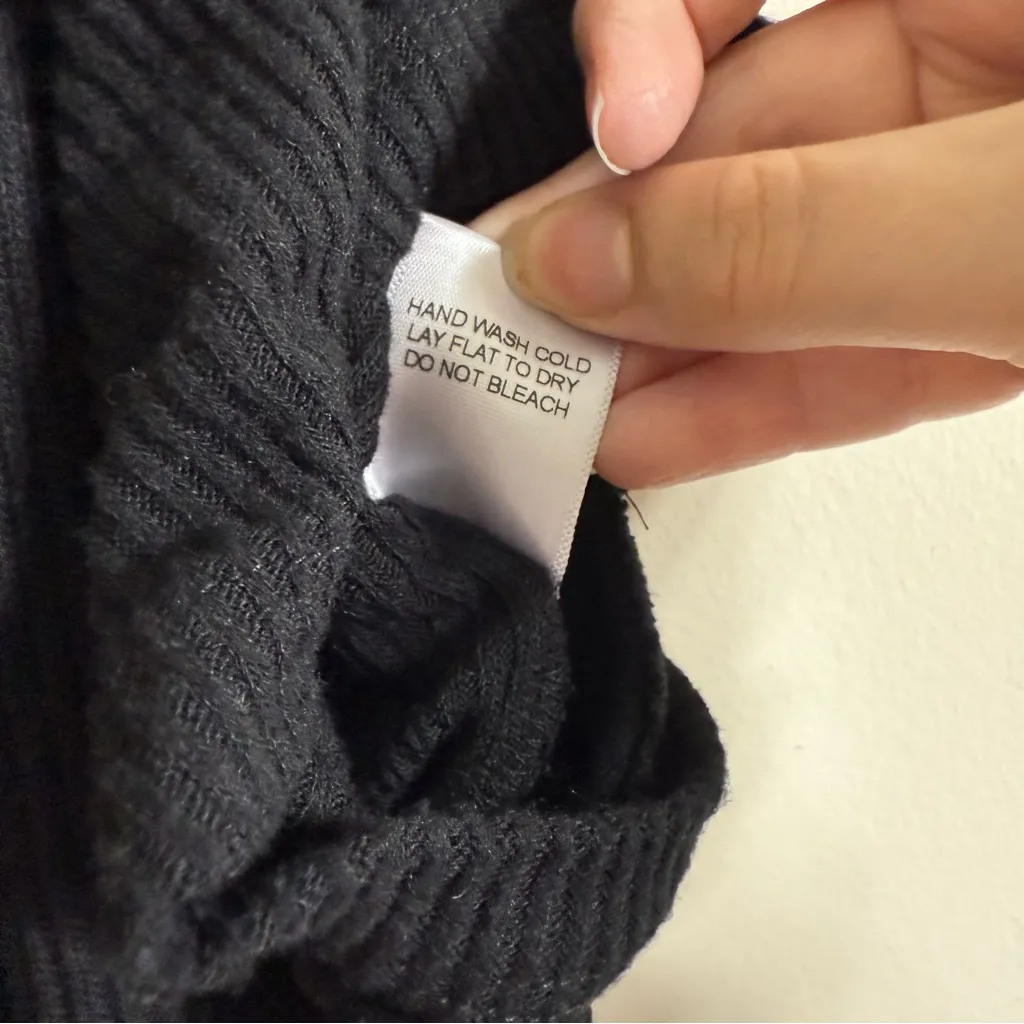 HAND WASH COLD
LAY FLAT TO DRY
DO NOT BLEACH